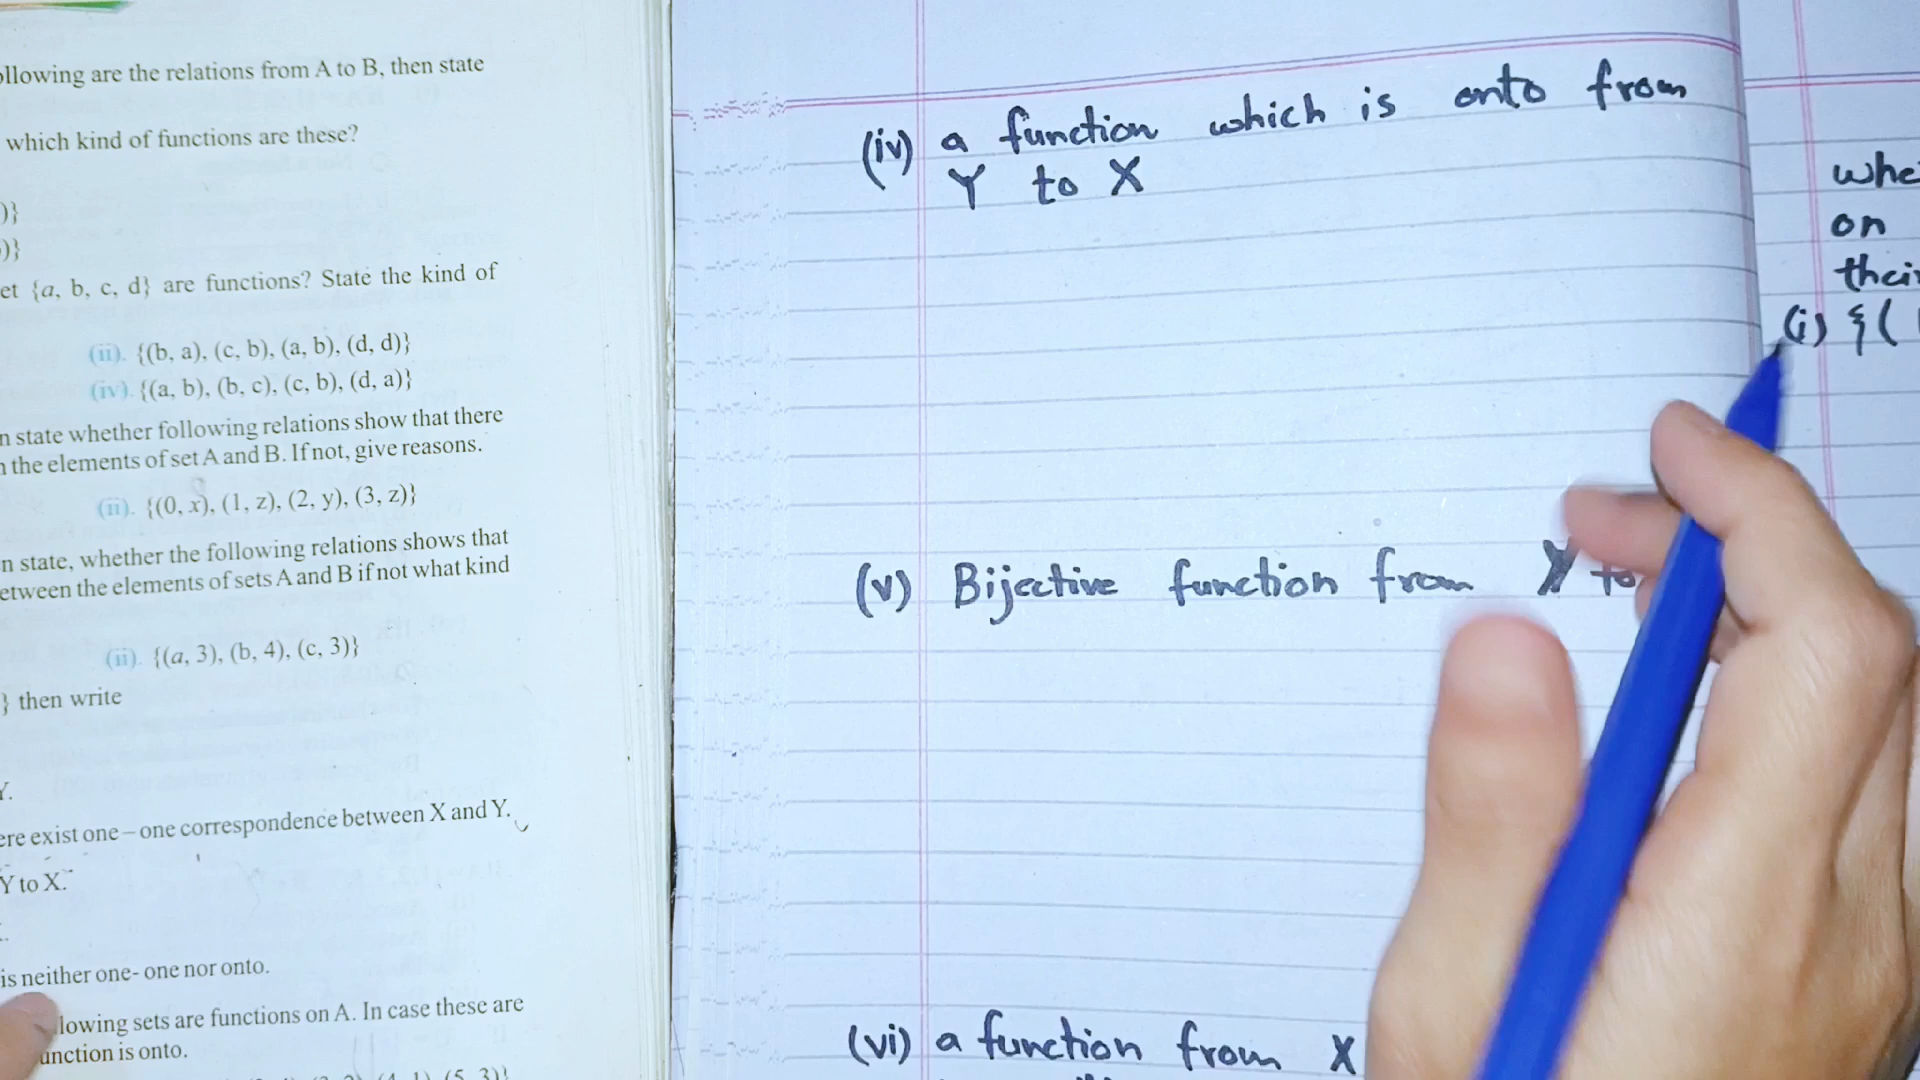 ollowing are the relations from A to B, then state
which kind of functions are these?
)}
)}
et {a, b, c, d} are functions? State the kind of
(ii). {(b, a), (c, b), (a, b), (d, d)}
(iv). {(a, b), (b, c), (c, b), (d, a)}
n state whether following relations show that there
n the elements of set A and B. If not, give reasons.
(ii). {(0, x), (1, z), (2, y), (3, z)}
n state, whether the following relations shows that
etween the elements of sets A and B if not what kind
(ii). {(a, 3), (b, 4), (c, 3)}
} then write
Y.
ere exist one – one correspondence between X and Y.
Y to X.
is neither one- one nor onto.
lowing sets are functions on A. In case these are
unction is onto.
(4, 1), (5, 3)}
(iv) a function which is onto from
Y to X
(v) Bijective function from Y to
(vi) a function from X
whe
on
their
(i) {(